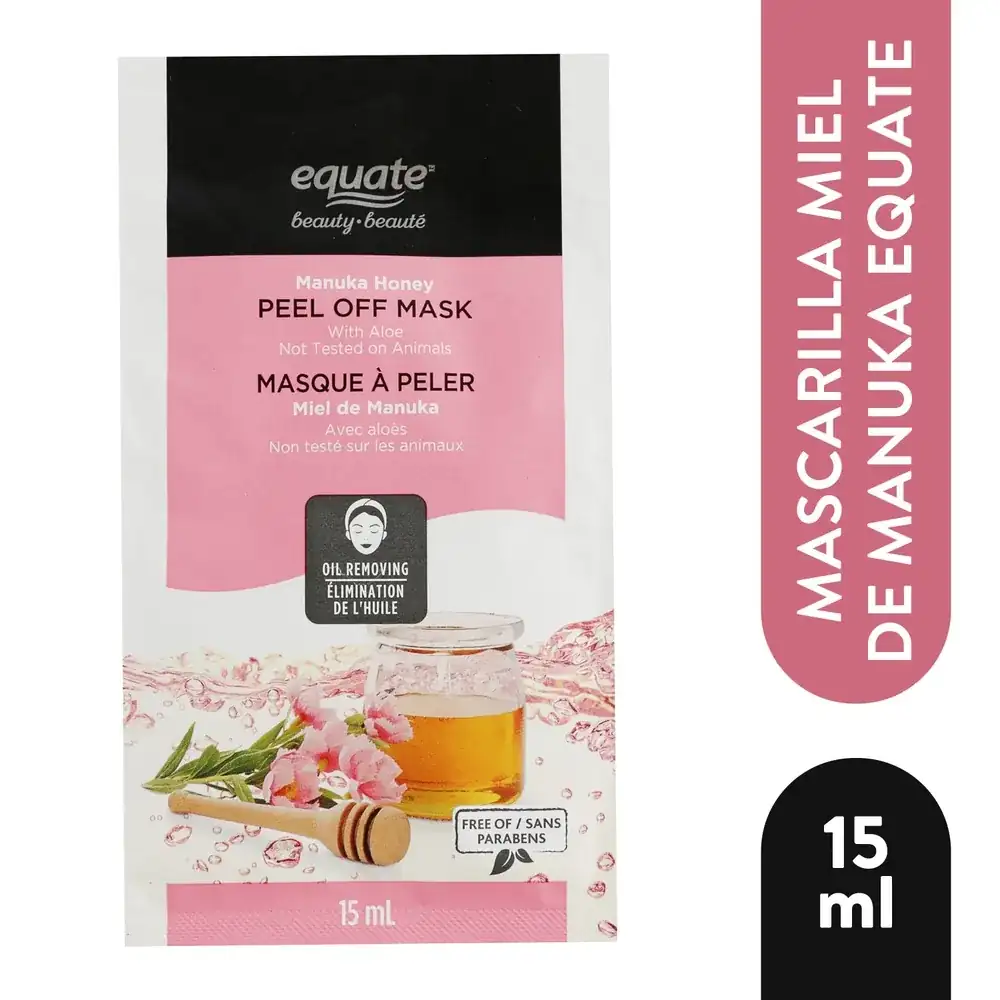 equate™
beauty • beauté
Manuka Honey
PEEL OFF MASK
With Aloe
Not Tested on Animals
MASQUE À PELER
Miel de Manuka
Avec aloès
Non testé sur les animaux
OIL REMOVING
ÉLIMINATION
DE L'HUILE
FREE OF / SANS
PARABENS
15 mL
MASCARILLA MIEL
DE MANUKA EQUATE
15
ml